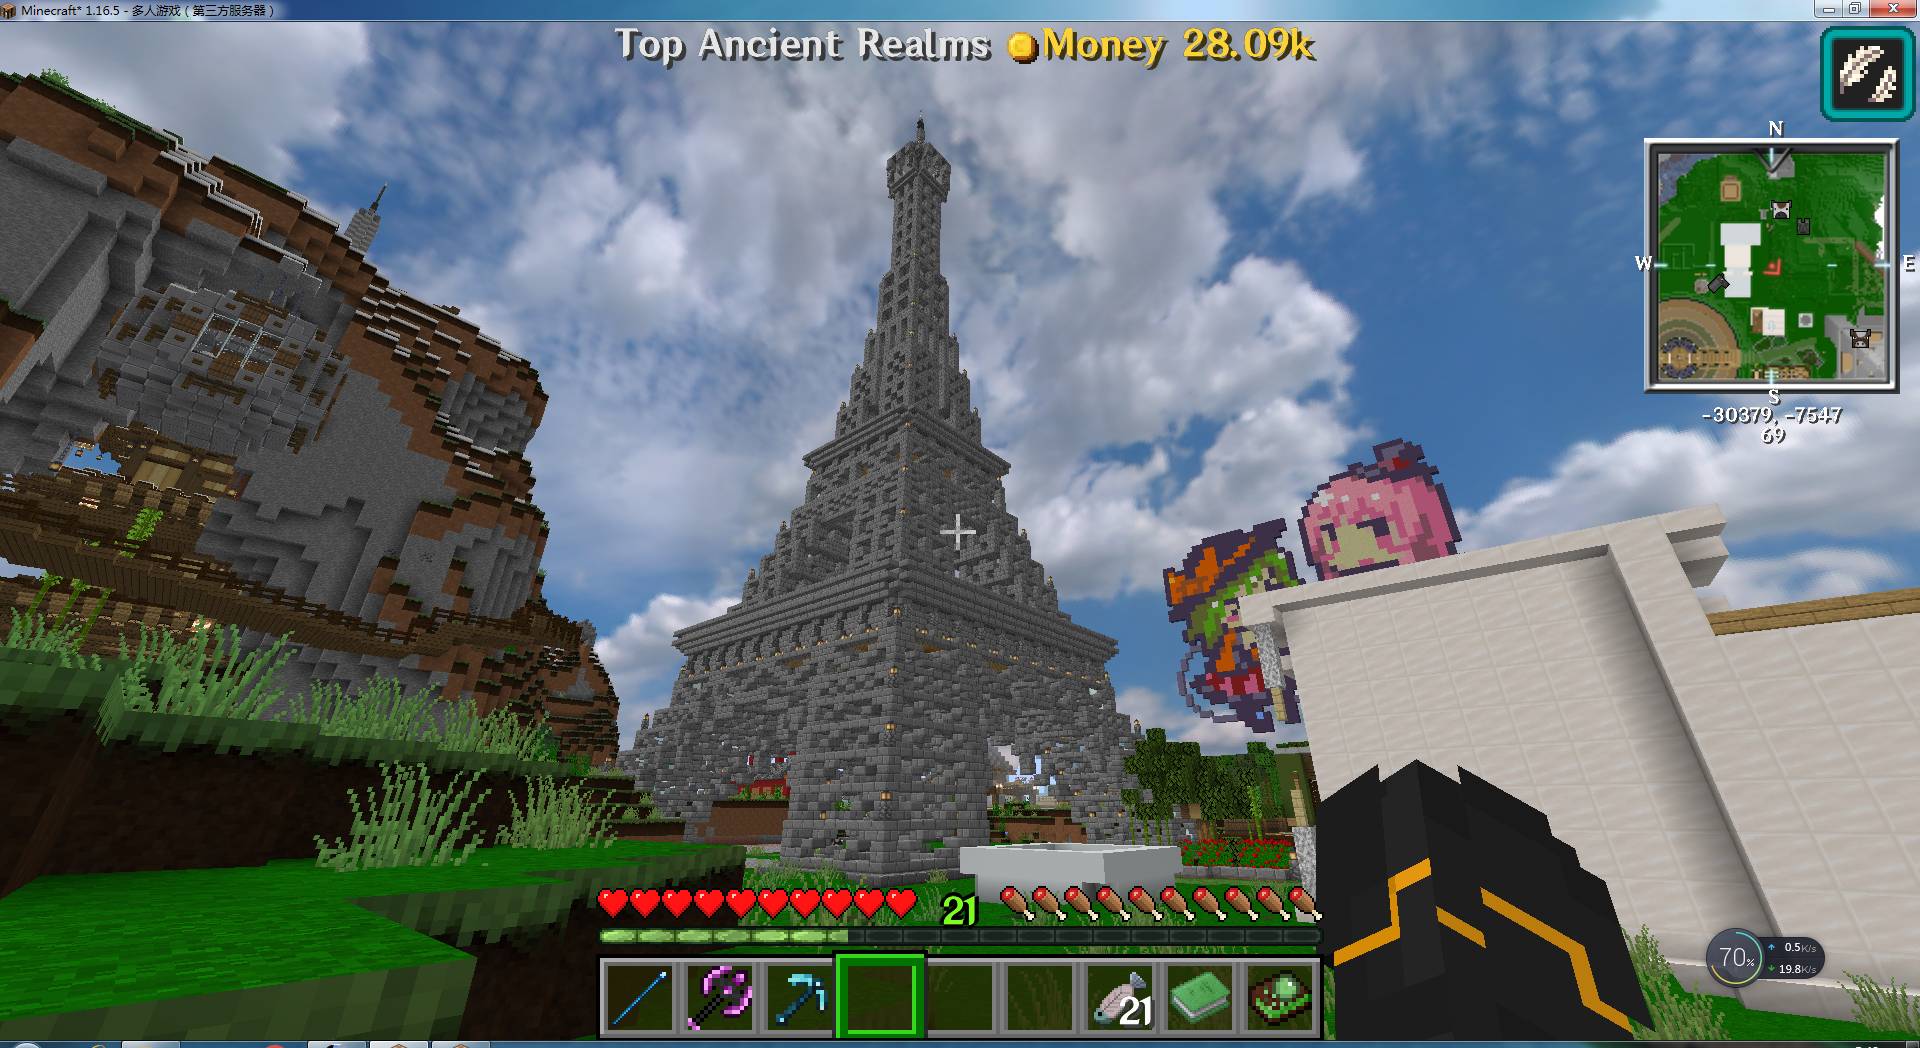 Minecraft* 1.16.5 - 多人游戏（第三方服务器）
Top Ancient Realms Money 28.09k
N
W
E
S
-30379, -7547
69
21
21
70%
0.5K/s
19.8K/s